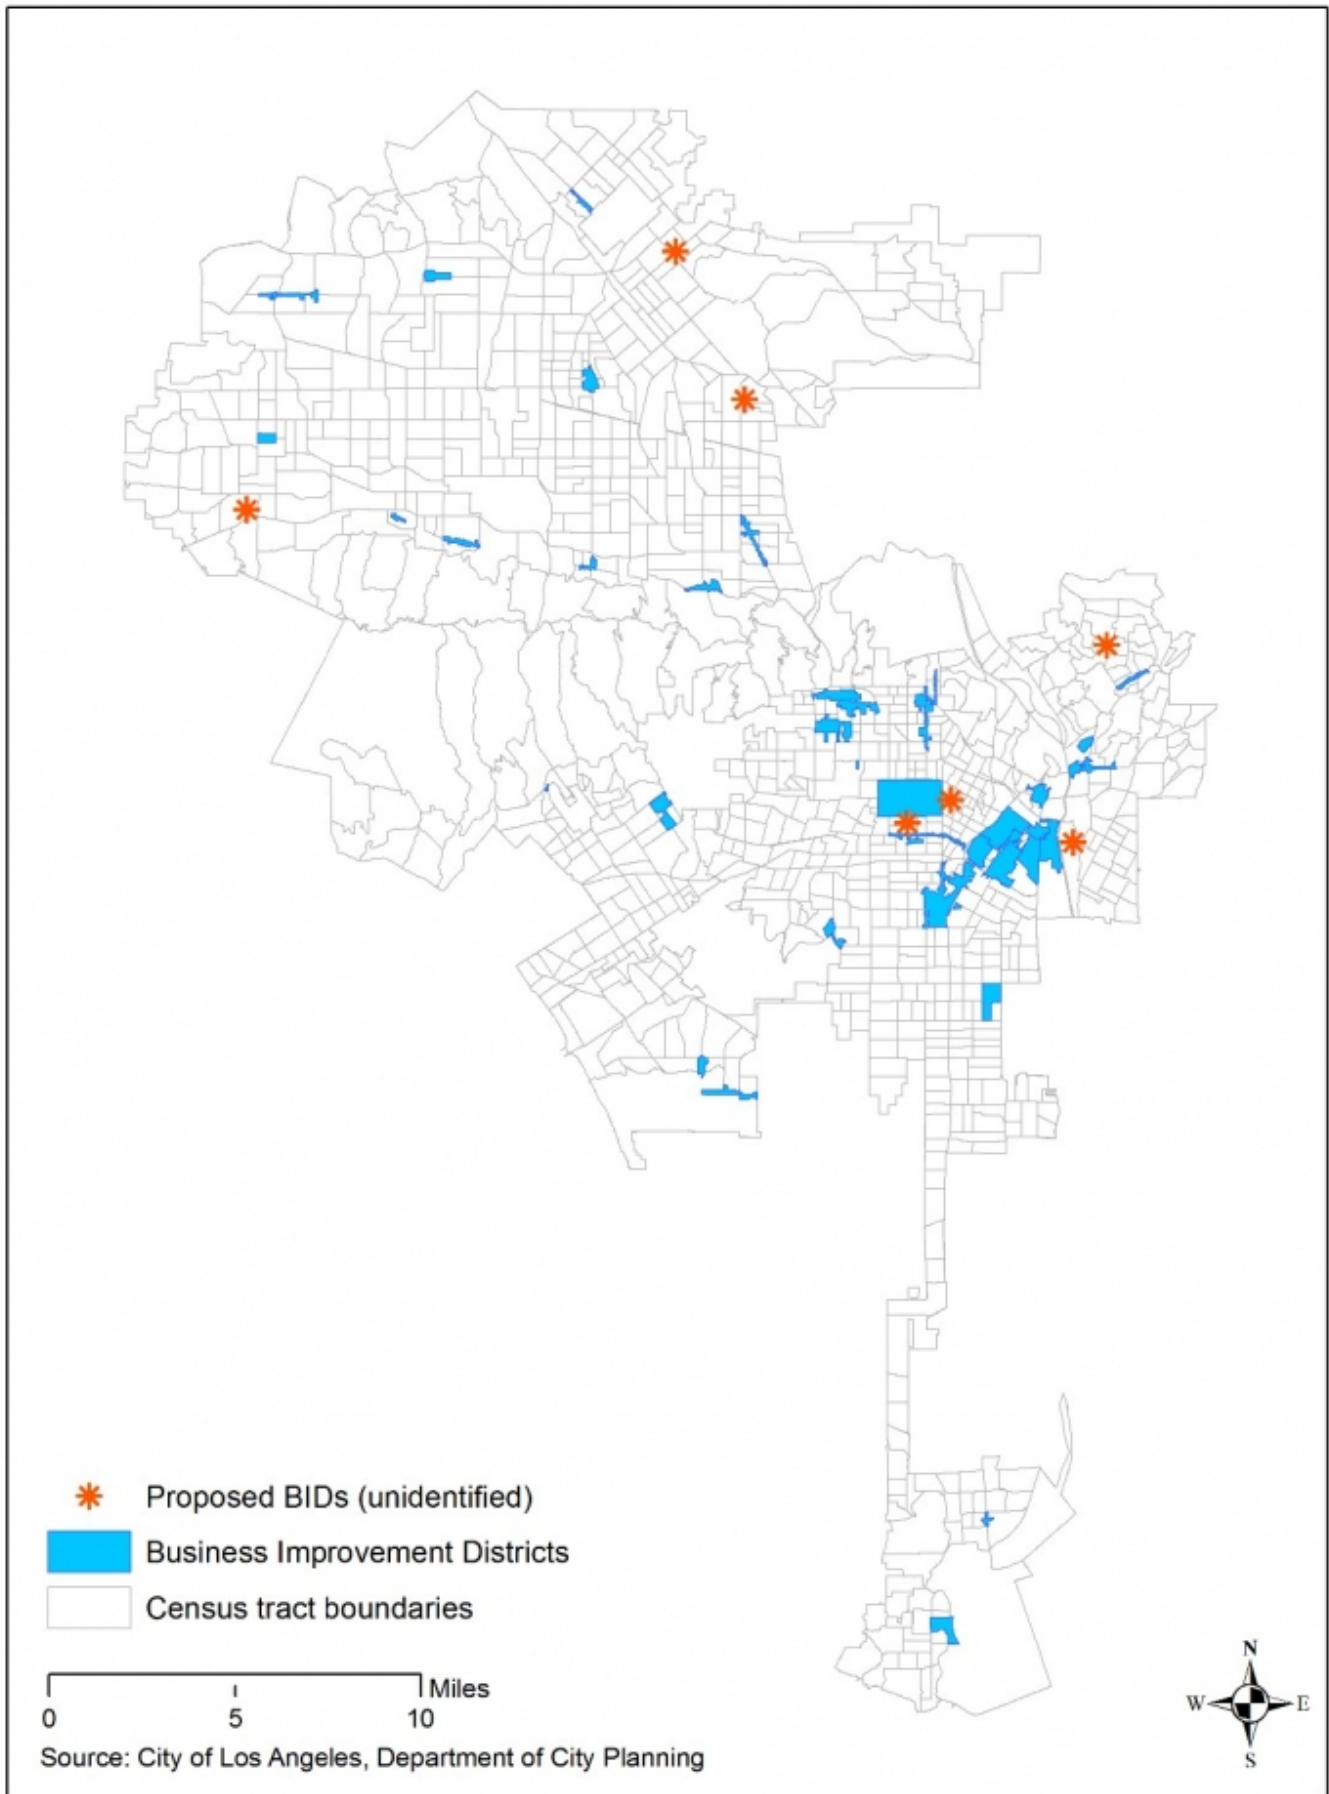 Proposed BIDs (unidentified)
Business Improvement Districts
Census tract boundaries
Miles
0 5 10
Source: City of Los Angeles, Department of City Planning
N
W E
S